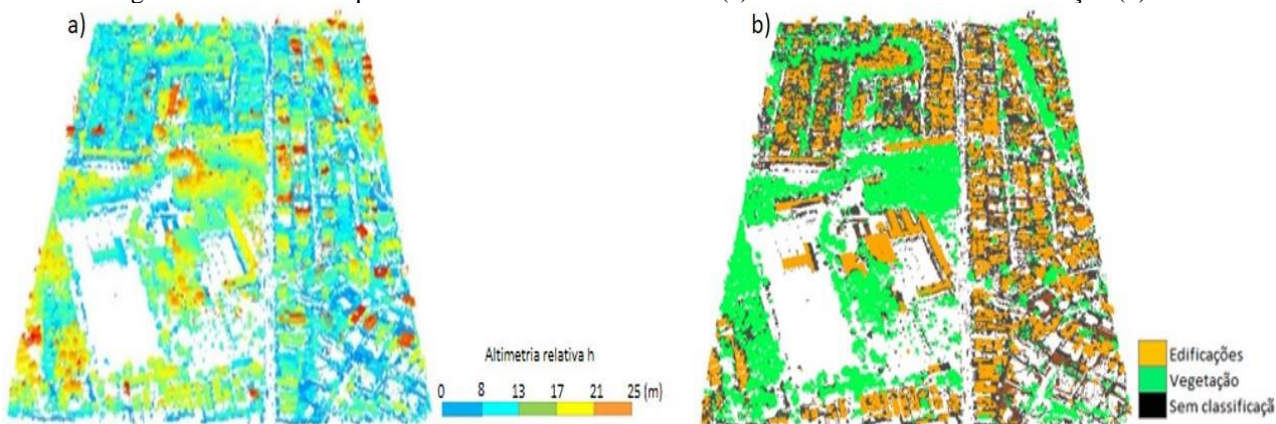 a)
b)
Altimetria relativa h
0 8 13 17 21 25 (m)
Edificações
Vegetação
Sem classificaçã